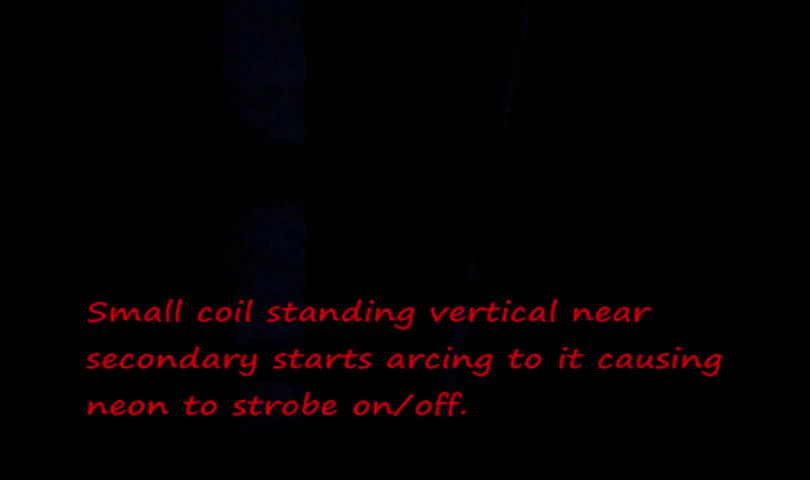 Small coil standing vertical near
secondary starts arcing to it causing
neon to strobe on/off.